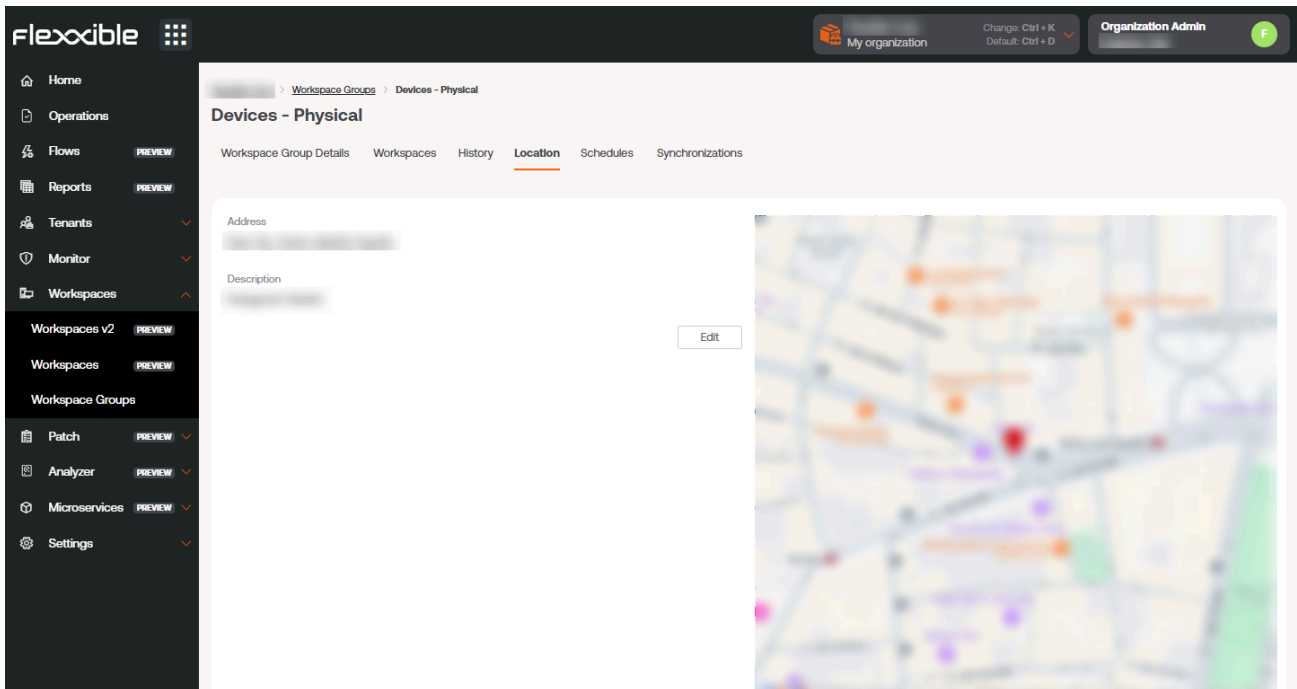 Flexxible
My organization
Change: Ctrl + K
Default: Ctrl + D
Organization Admin
F
Home
Operations
Flows PREVIEW
Reports PREVIEW
Tenants
Monitor
Workspaces
Workspaces v2 PREVIEW
Workspaces PREVIEW
Workspace Groups
Patch PREVIEW
Analyzer PREVIEW
Microservices PREVIEW
Settings
> Workspace Groups > Devices - Physical
Devices - Physical
Workspace Group Details Workspaces History Location Schedules Synchronizations
Address
Description
Edit